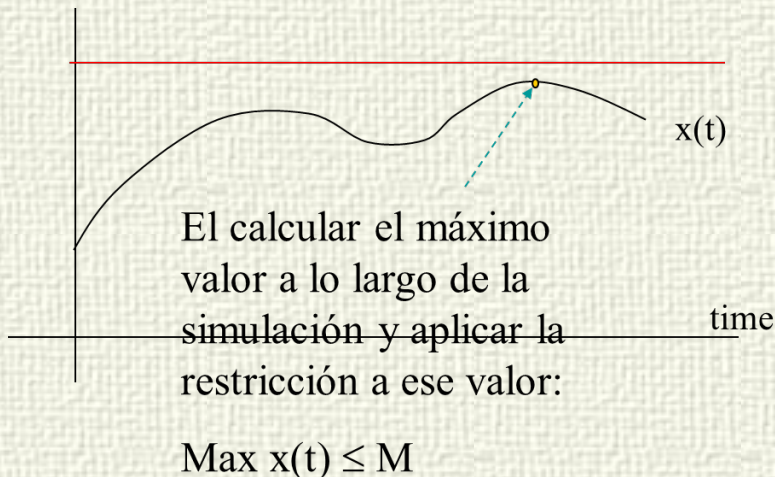 x(t)
El calcular el máximo
valor a lo largo de la
simulación y aplicar la
time
restricción a ese valor:
Max x(t) ≤ M